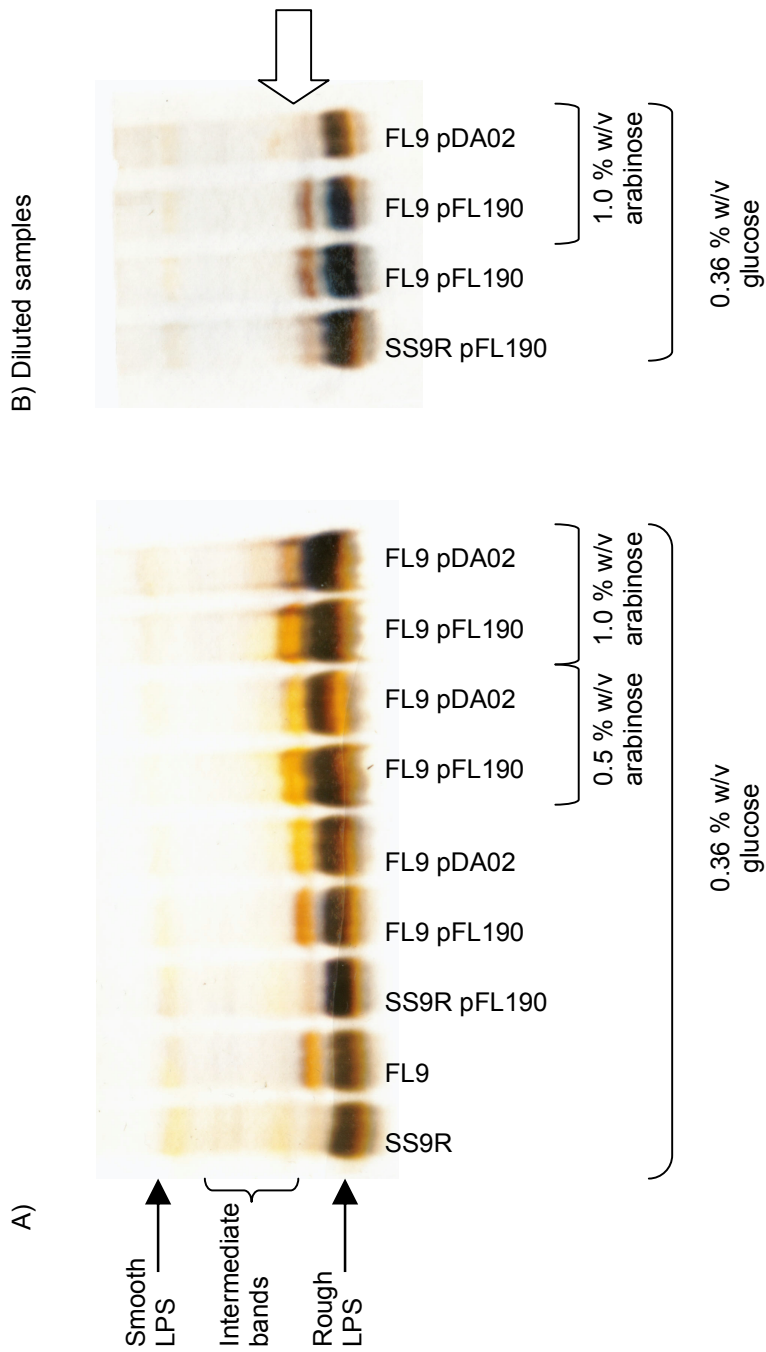 A)
Smooth
LPS
Intermediate
bands
Rough
LPS
SS9R
FL9
SS9R pFL190
FL9 pFL190
FL9 pDA02
FL9 pFL190
FL9 pDA02
FL9 pFL190
FL9 pDA02
0.5 % w/v
arabinose
1.0 % w/v
arabinose
0.36 % w/v
glucose
B) Diluted samples
SS9R pFL190
FL9 pFL190
FL9 pFL190
FL9 pDA02
1.0 % w/v
arabinose
0.36 % w/v
glucose